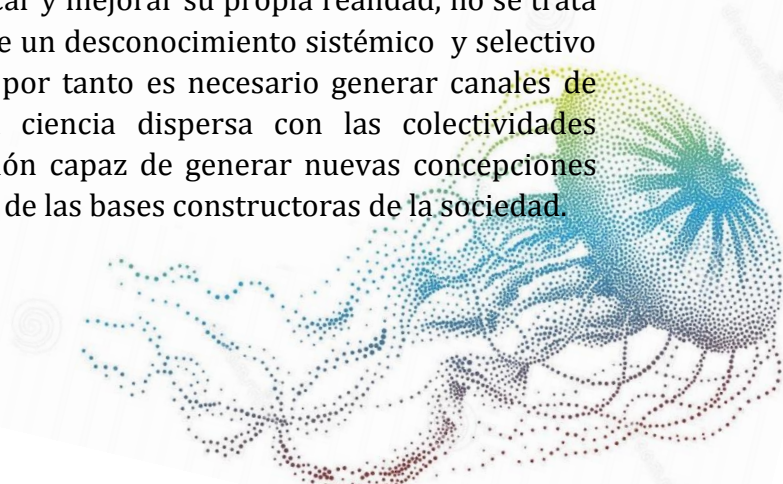 car y mejorar su propia realidad, no se trata
e un desconocimiento sistémico y selectivo
por tanto es necesario generar canales de
ciencia dispersa con las colectividades
ón capaz de generar nuevas concepciones
de las bases constructoras de la sociedad.